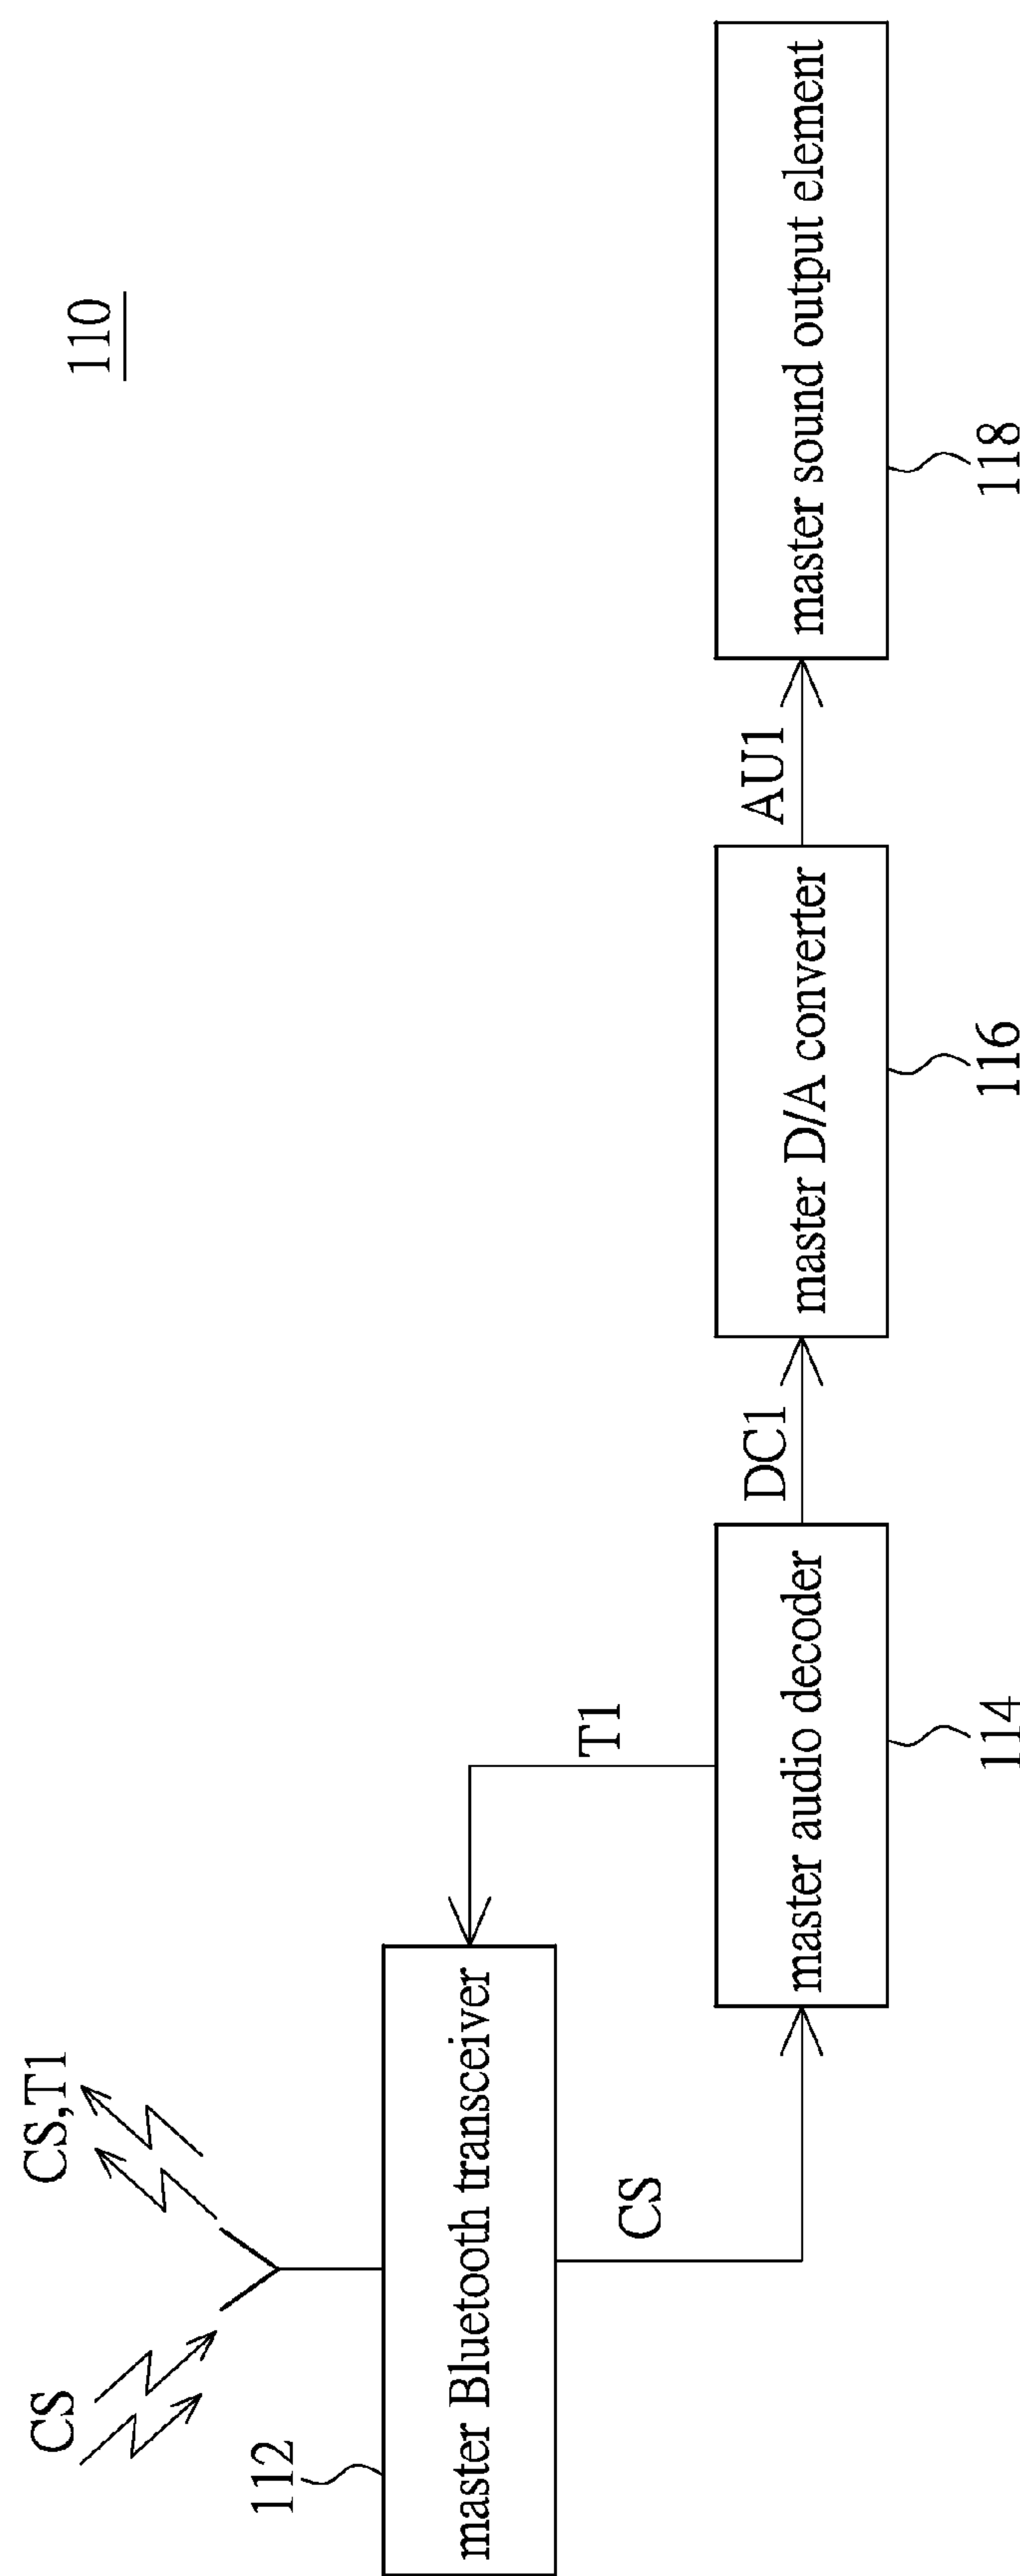 110
CS
CS,T1
112
master Bluetooth transceiver
T1
CS
master audio decoder
DC1
master D/A converter
AU1
master sound output element
114
116
118